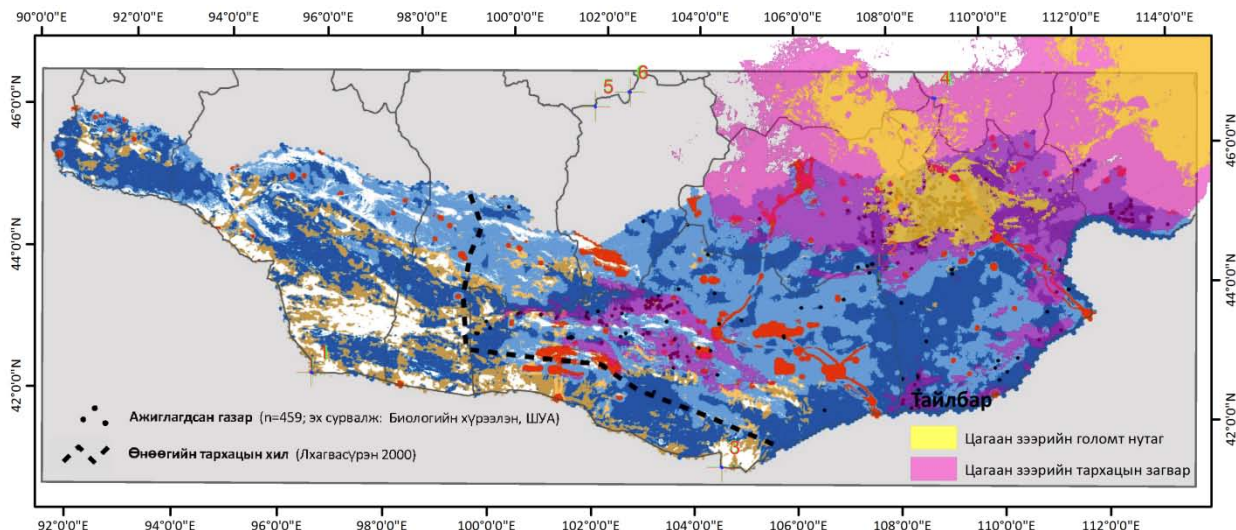 90°0'0"E 92°0'0"E 94°0'0"E 96°0'0"E 98°0'0"E 100°0'0"E 102°0'0"E 104°0'0"E 106°0'0"E 108°0'0"E 110°0'0"E 112°0'0"E 114°0'0"E
5 6 4
46°0'0"N 46°0'0"N
44°0'0"N 44°0'0"N
42°0'0"N 42°0'0"N
1
3
Ажиглагдсан газар (n=459; эх сурвалж: Биологийн хүрээлэн, ШУА)
Өнөөгийн тархацын хил (Лхагвасүрэн 2000)
Тайлбар
Цагаан зээрийн голомт нутаг
Цагаан зээрийн тархацын загвар
92°0'0"E 94°0'0"E 96°0'0"E 98°0'0"E 100°0'0"E 102°0'0"E 104°0'0"E 106°0'0"E 108°0'0"E 110°0'0"E 112°0'0"E